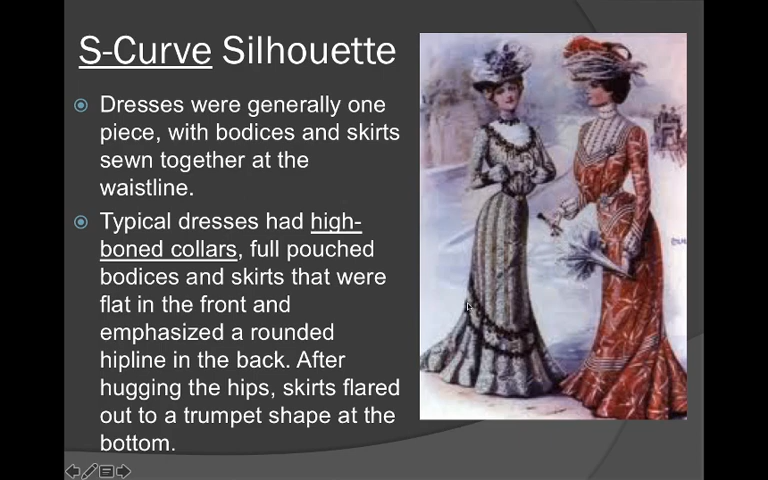 S-Curve Silhouette
Dresses were generally one
piece, with bodices and skirts
sewn together at the
waistline.
Typical dresses had high-
boned collars, full pouched
bodices and skirts that were
flat in the front and
emphasized a rounded
hipline in the back. After
hugging the hips, skirts flared
out to a trumpet shape at the
bottom.